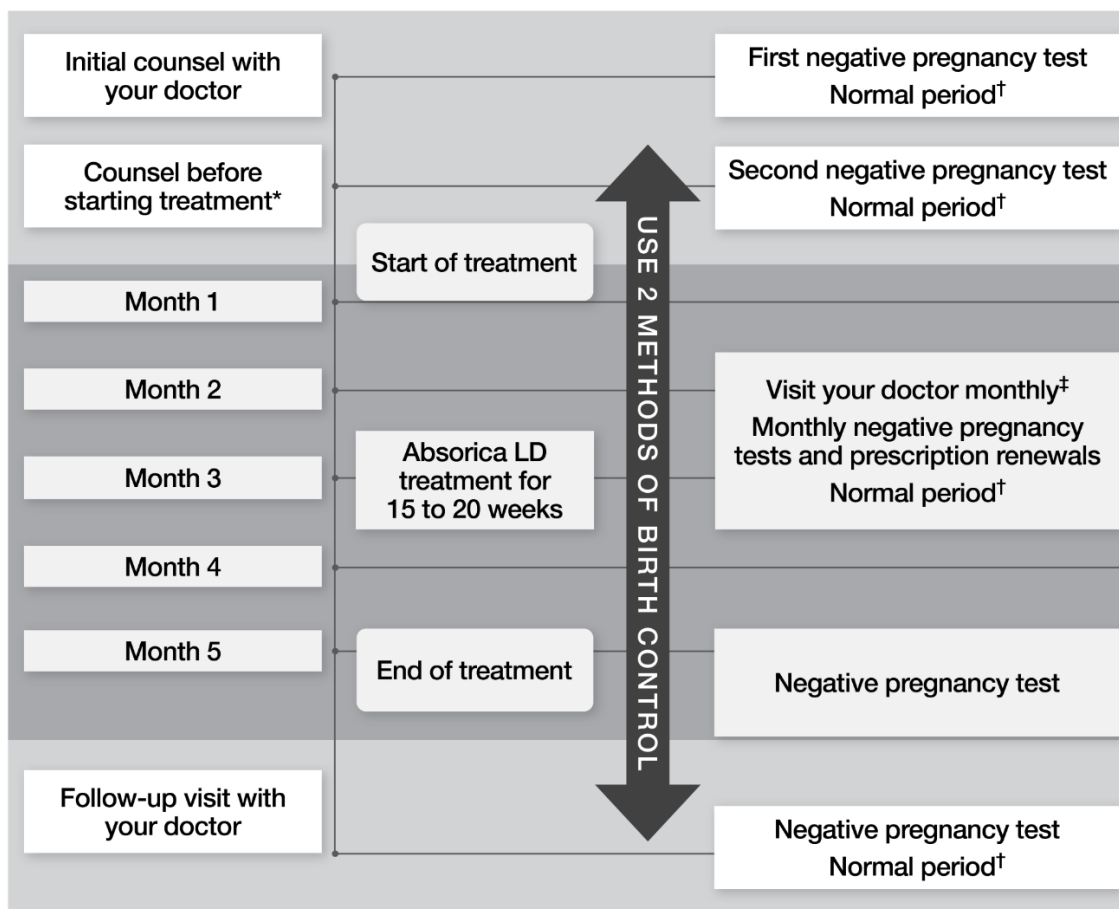 Initial counsel with
your doctor
First negative pregnancy test
Normal period†
Counsel before
starting treatment*
Second negative pregnancy test
Normal period†
Start of treatment
USE 2 METHODS OF BIRTH CONTROL
Month 1
Month 2
Visit your doctor monthly‡
Monthly negative pregnancy
tests and prescription renewals
Normal period†
Month 3
Absorica LD
treatment for
15 to 20 weeks
Month 4
Month 5
End of treatment
Negative pregnancy test
Follow-up visit with
your doctor
Negative pregnancy test
Normal period†